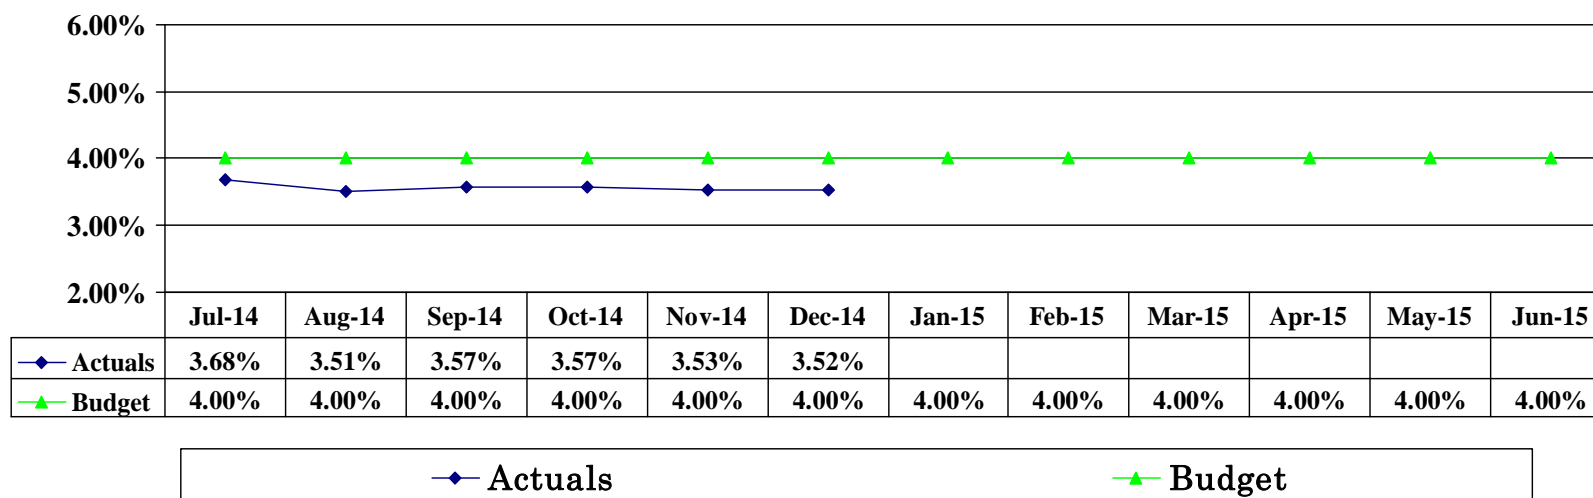 6.00%
5.00%
4.00%
3.00%
2.00%
Jul-14 Aug-14 Sep-14 Oct-14 Nov-14 Dec-14 Jan-15 Feb-15 Mar-15 Apr-15 May-15 Jun-15
Actuals 3.68% 3.51% 3.57% 3.57% 3.53% 3.52%
Budget 4.00% 4.00% 4.00% 4.00% 4.00% 4.00% 4.00% 4.00% 4.00% 4.00% 4.00% 4.00%
Actuals Budget